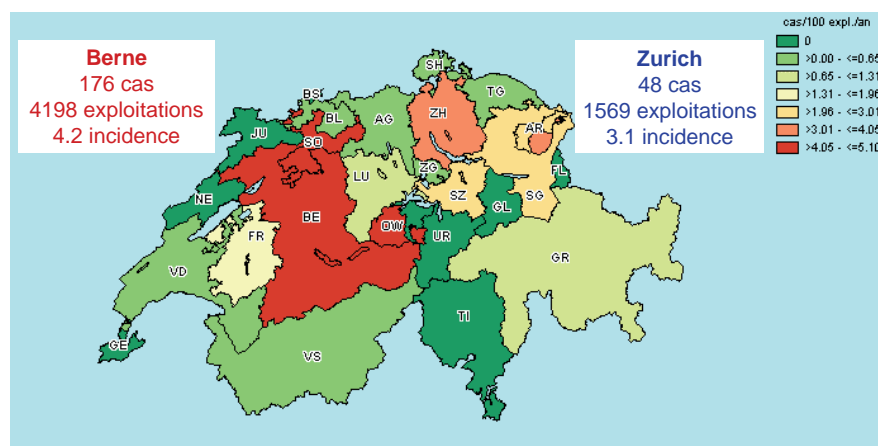 Berne
176 cas
4198 exploitations
4.2 incidence
Zurich
48 cas
1569 exploitations
3.1 incidence
cas/100 expl./an
0
>0.00 - <=0.65
>0.65 - <=1.31
>1.31 - <=1.96
>1.96 - <=3.01
>3.01 - <=4.05
>4.05 - <=5.10
SH
BS
BL
AG
ZH
TG
JU
SO
AR
LU
ZG
FL
NE
SZ
SG
GL
BE
OW
UR
FR
GR
VD
TI
GE
VS